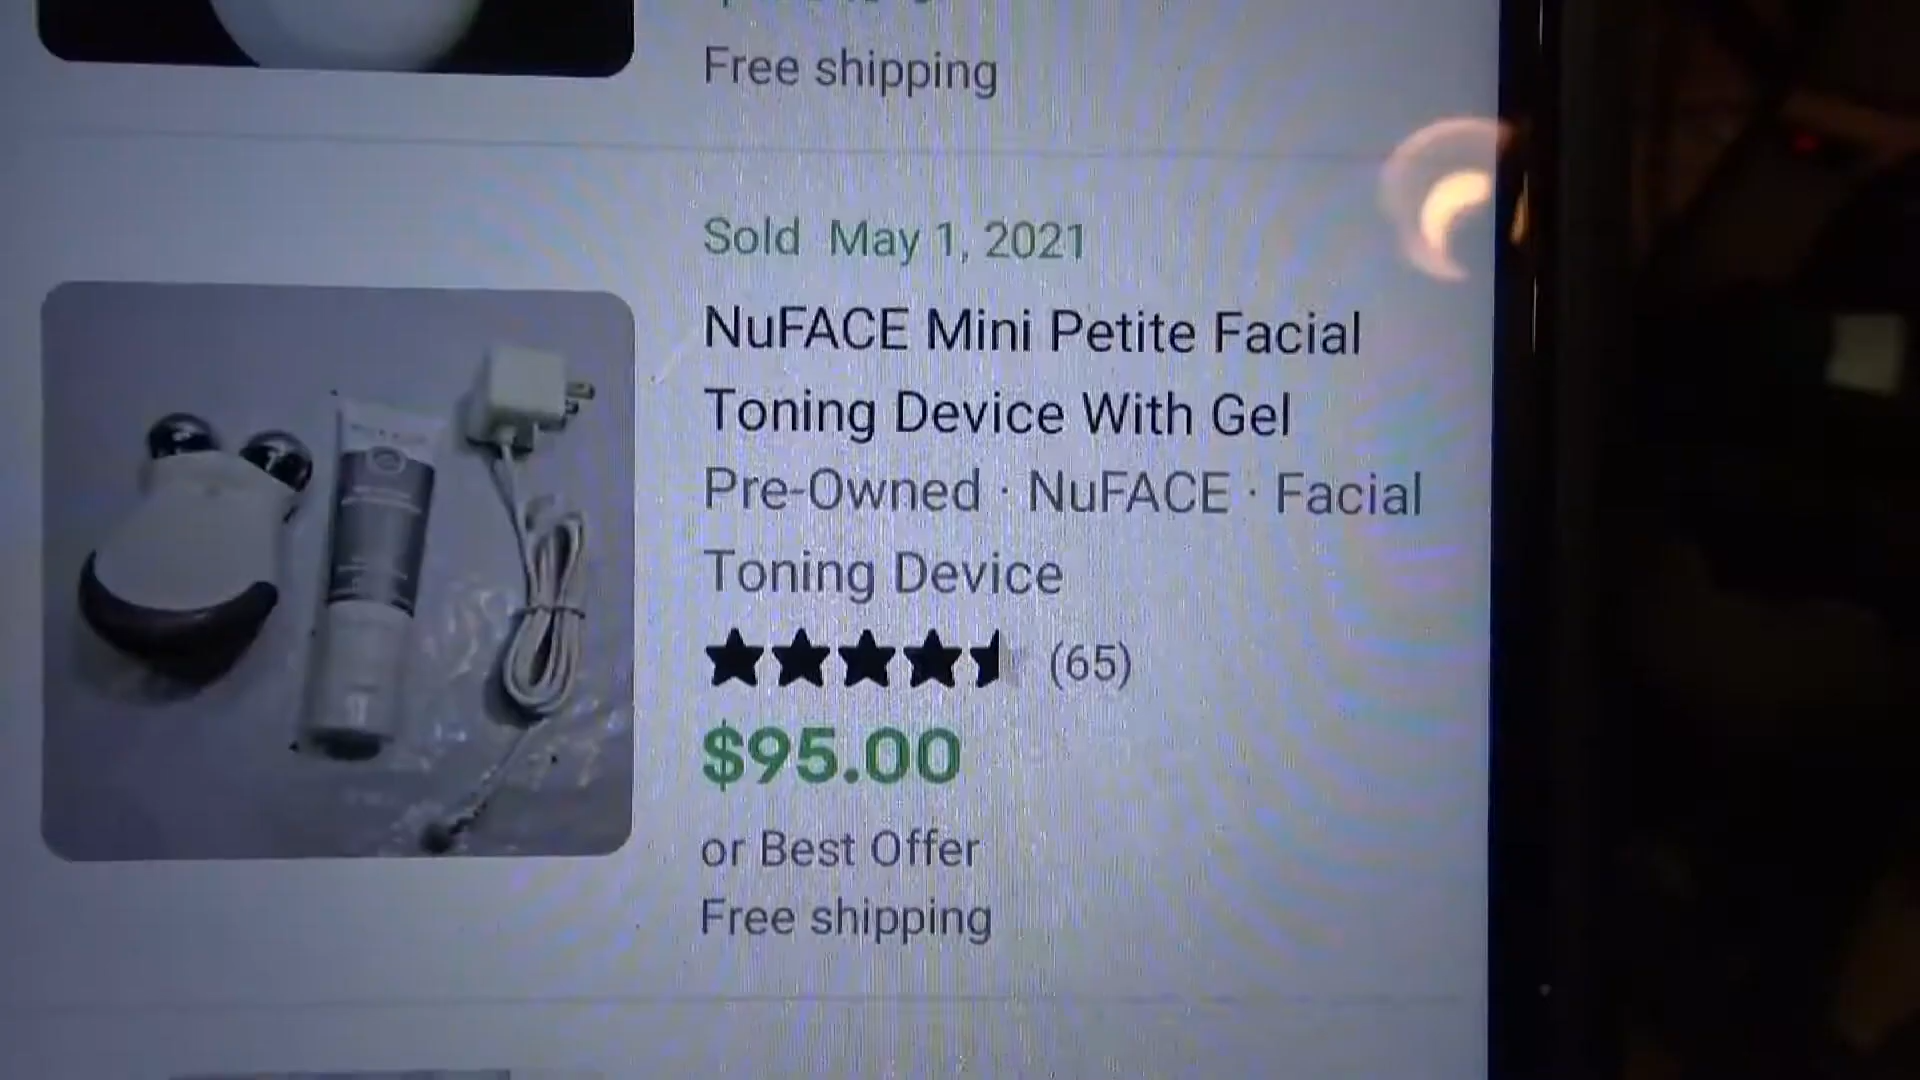 Free shipping
Sold May 1, 2021
NuFACE Mini Petite Facial
Toning Device With Gel
Pre-Owned · NuFACE · Facial
Toning Device
(65)
$95.00
or Best Offer
Free shipping